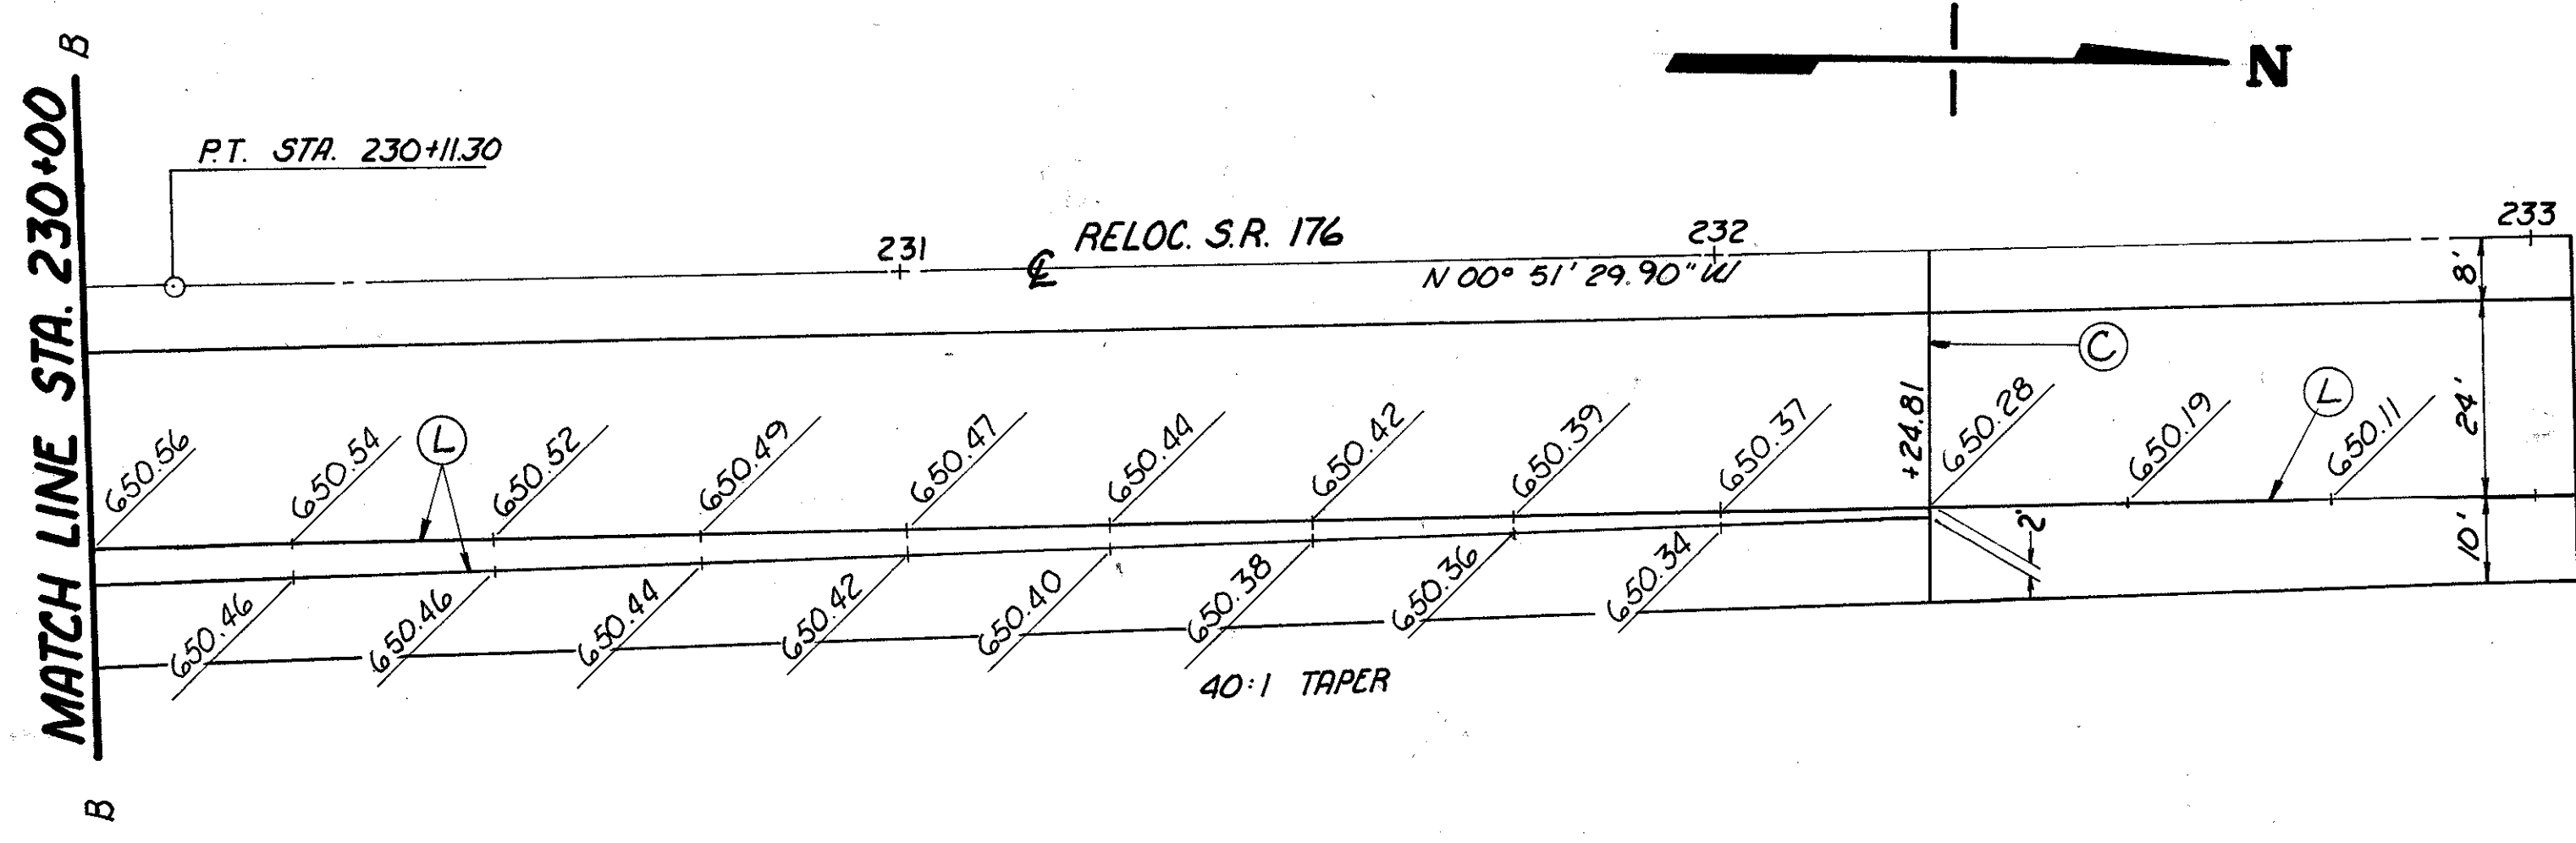 B
MATCH LINE STA. 230+00
B
N
P.T. STA. 230+11.30
231
℄ RELOC. S.R. 176
232
233
N 00° 51' 29.90" W
8'
24'
10'
C
L
L
+24.81
650.56
650.54
650.52
650.49
650.47
650.44
650.42
650.39
650.37
650.28
650.19
650.11
2'
650.46
650.46
650.44
650.42
650.40
650.38
650.36
650.34
40:1 TAPER